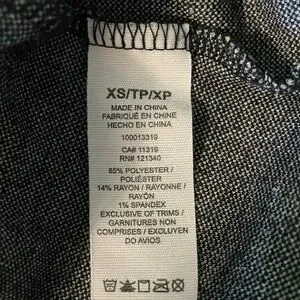 XS/TP/XP
MADE IN CHINA
FABRIQUÉ EN CHINE
HECHO EN CHINA
100013319
CA# 11319
RN# 121340
85% POLYESTER /
POLIÉSTER
14% RAYON / RAYONNE /
RAYÓN
1% SPANDEX
EXCLUSIVE OF TRIMS /
GARNITURES NON
COMPRISES / EXCLUYEN
DO AVIOS